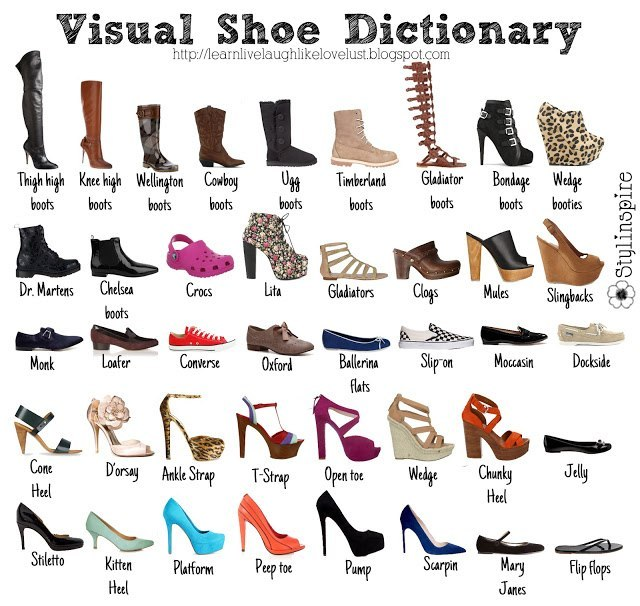 Visual Shoe Dictionary
http://learnlivelaughlikelovelust.blogspot.com
Thigh high
boots
Knee high
boots
Wellington
boots
Cowboy
boots
Ugg
boots
Timberland
boots
Gladiator
boots
Bondage
boots
Wedge
booties
Stylinspire
Dr. Martens
Chelsea
boots
Crocs
Lita
Gladiators
Clogs
Mules
Slingbacks
Monk
Loafer
Converse
Oxford
Ballerina
flats
Slip-on
Moccasin
Dockside
Cone
Heel
D'orsay
Ankle Strap
T-Strap
Open toe
Wedge
Chunky
Heel
Jelly
Stiletto
Kitten
Heel
Platform
Peep toe
Pump
Scarpin
Mary
Janes
Flip flops